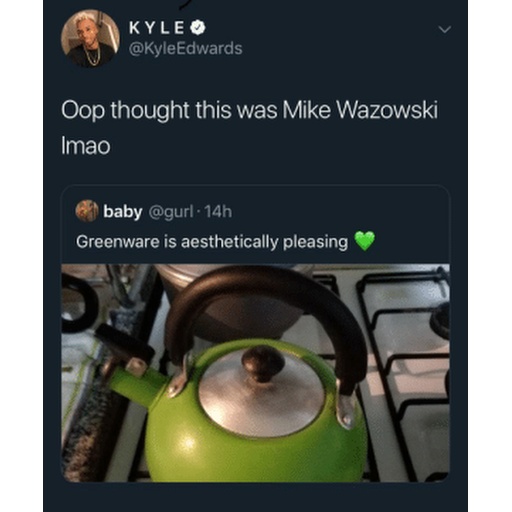 KYLE
@KyleEdwards
Oop thought this was Mike Wazowski
lmao
baby @gurl · 14h
Greenware is aesthetically pleasing 💚